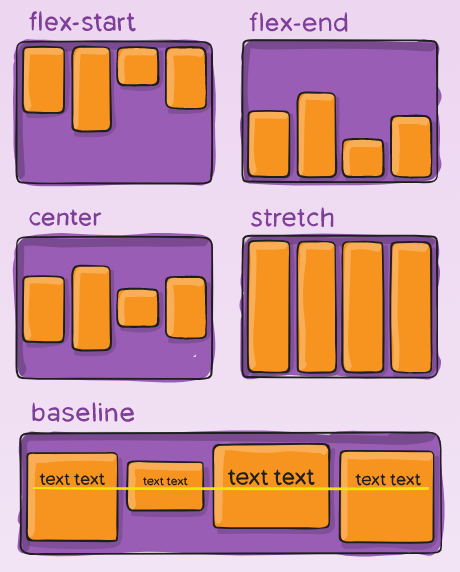 flex-start
flex-end
center
stretch
baseline
text text
text text
text text
text text